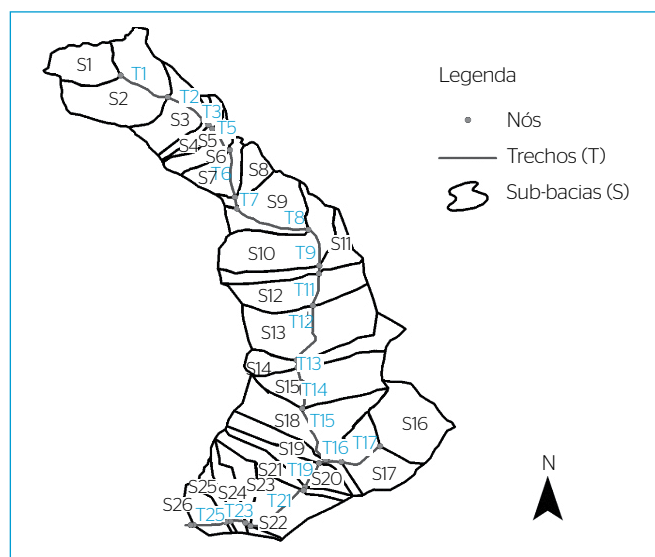 S1
T1
S2
T2
T3
S3
T5
S5
S4
S6
T6
S7
S8
T7
S9
T8
S10
T9
S11
S12
T11
T12
S13
S14
T13
S15
T14
S18
T15
S16
T16
T17
S19
S17
S21
T19
S20
S23
S25
S24
T21
S26
T25
T23
S22
Legenda
Nós
Trechos (T)
Sub-bacias (S)
N